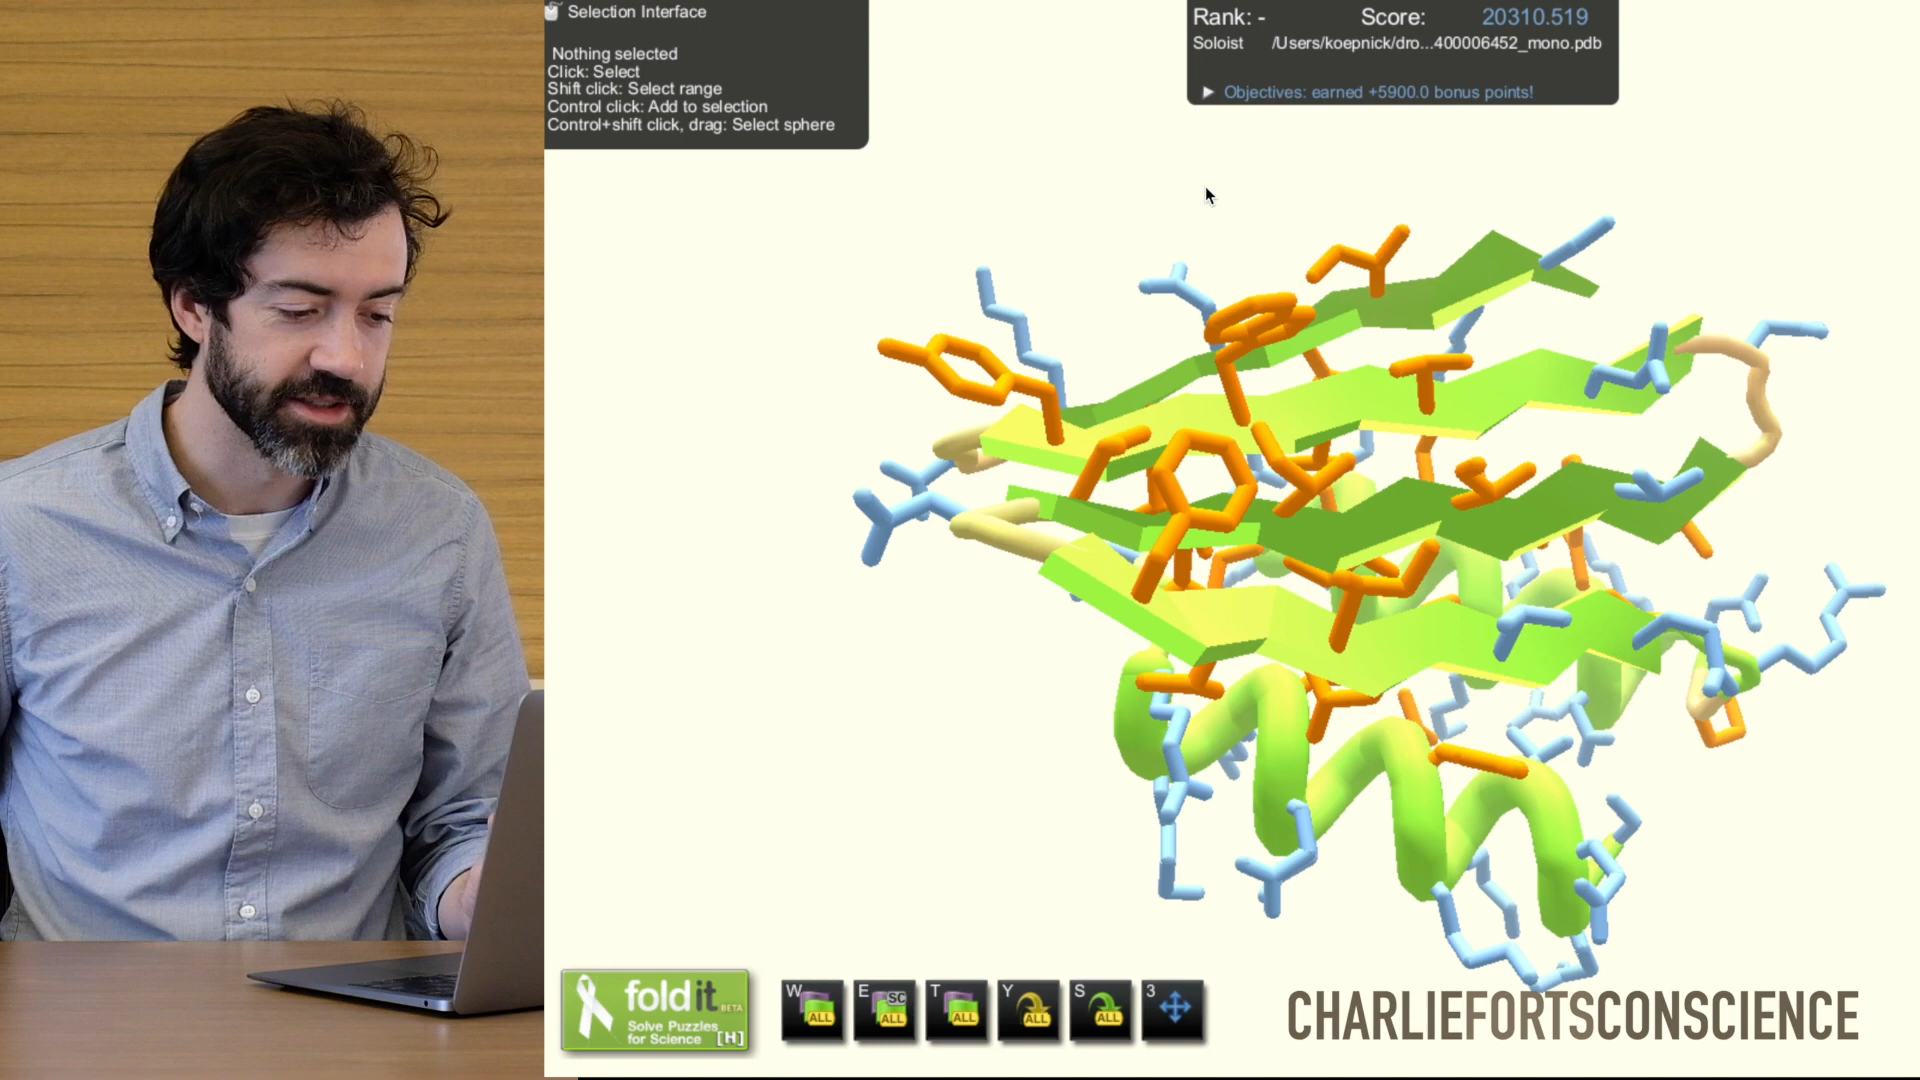 Selection Interface
Nothing selected
Click: Select
Shift click: Select range
Control click: Add to selection
Control+shift click, drag: Select sphere
Rank: - Score: 20310.519
Soloist /Users/koepnick/dro...400006452_mono.pdb
Objectives: earned +5900.0 bonus points!
foldit BETA
Solve Puzzles
for Science [H]
W ALL
E SC ALL
T ALL
Y ALL
S ALL
3
CHARLIEFORTSCONSCIENCE